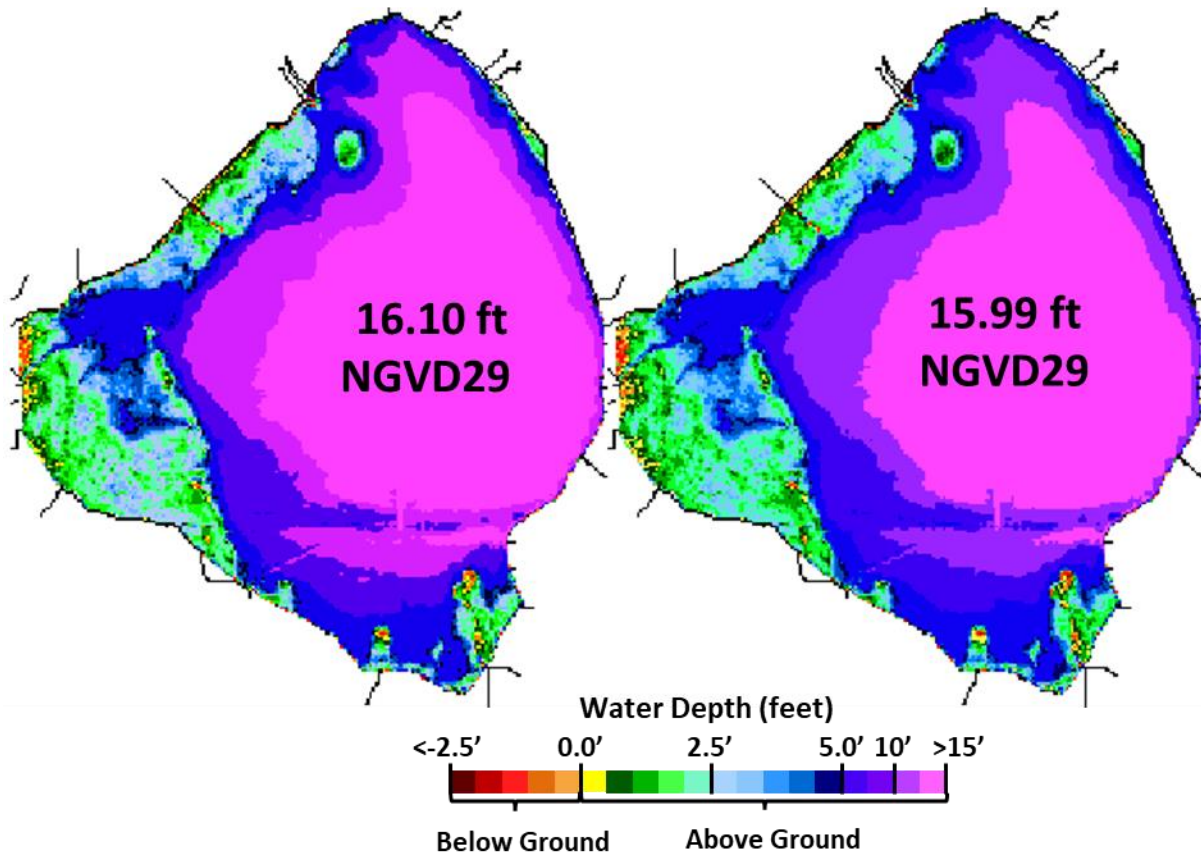 16.10 ft
NGVD29
15.99 ft
NGVD29
Water Depth (feet)
<-2.5’ 0.0’ 2.5’ 5.0’ 10’ >15’
Below Ground Above Ground